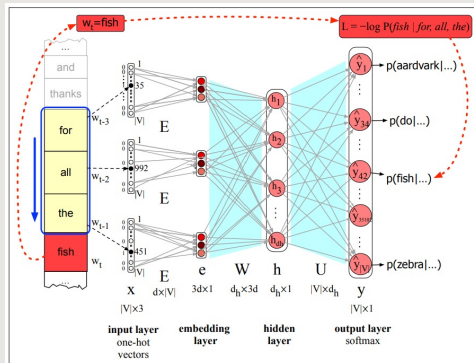 w_t=fish
L = −log P(fish | for, all, the)
...
and
thanks
for
all
the
fish
...
w_t-3
w_t-2
w_t-1
w_t
1
35
|V|
1
992
|V|
1
451
|V|
E
E
E
h_1
h_2
h_3
h_dh
ŷ_1
ŷ_34
ŷ_42
ŷ_|V|
p(aardvark|...)
p(do|...)
p(fish|...)
p(zebra|...)
x E e W h U y
|V|×3 d×|V| 3d×1 d_h×3d d_h×1 |V|×d_h |V|×1
input layer
one-hot
vectors
embedding
layer
hidden
layer
output layer
softmax